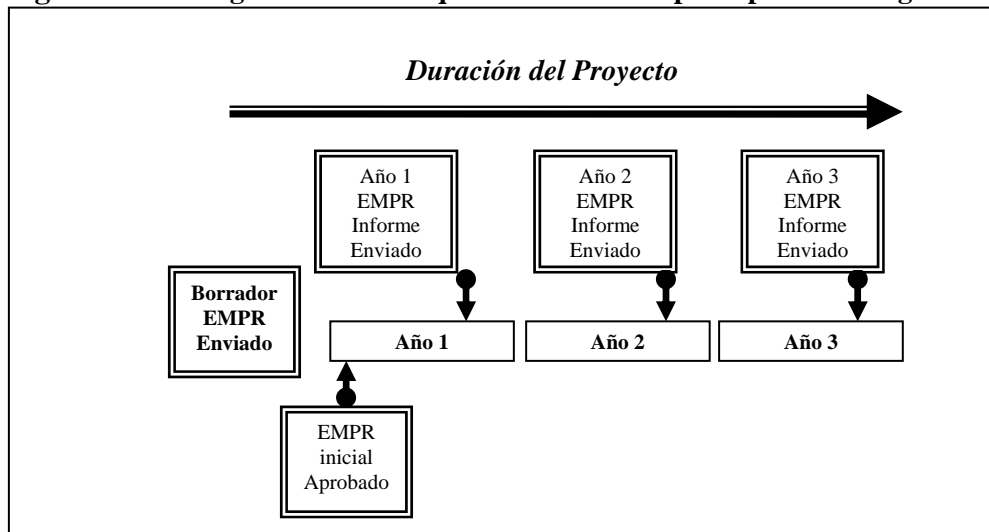 Duración del Proyecto
Año 1
EMPR
Informe
Enviado
Año 2
EMPR
Informe
Enviado
Año 3
EMPR
Informe
Enviado
Borrador
EMPR
Enviado
Año 1
Año 2
Año 3
EMPR
inicial
Aprobado